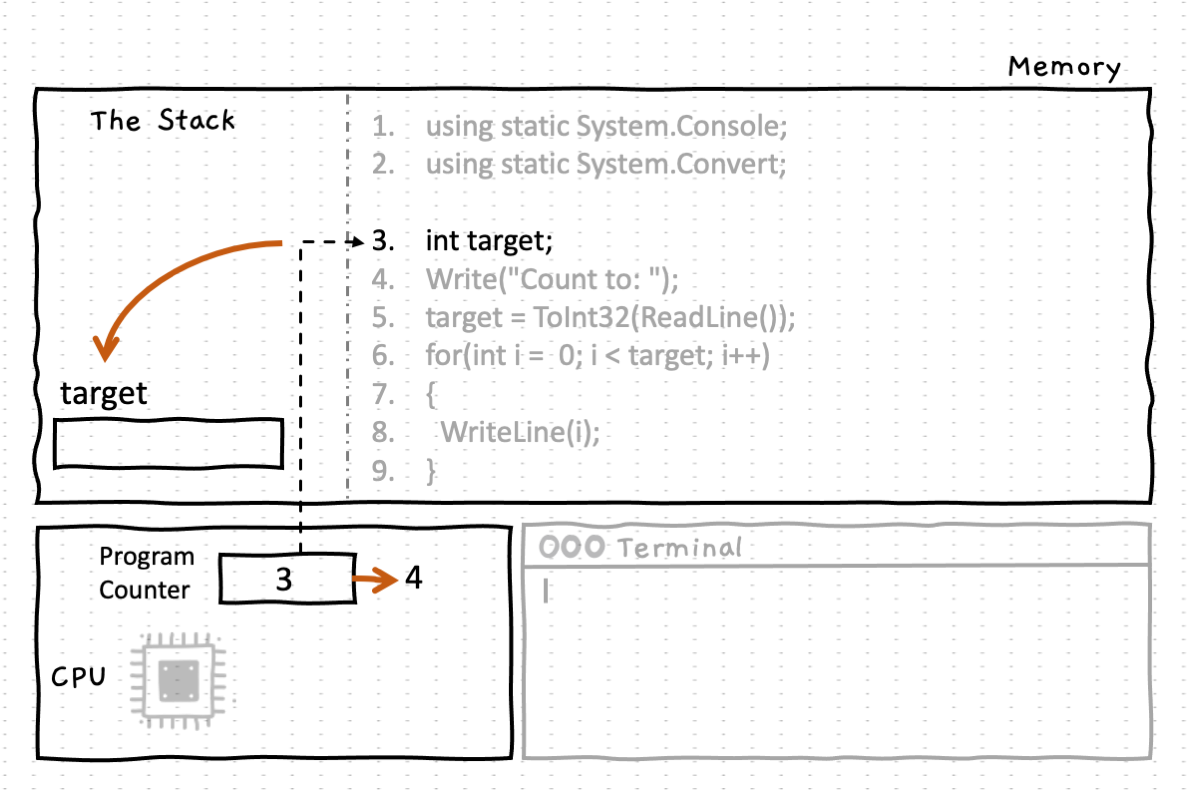 Memory
The Stack
1. using static System.Console;
2. using static System.Convert;
3. int target;
4. Write("Count to: ");
5. target = ToInt32(ReadLine());
6. for(int i = 0; i < target; i++)
7. {
8. WriteLine(i);
9. }
target
Program
Counter
3
4
CPU
Terminal